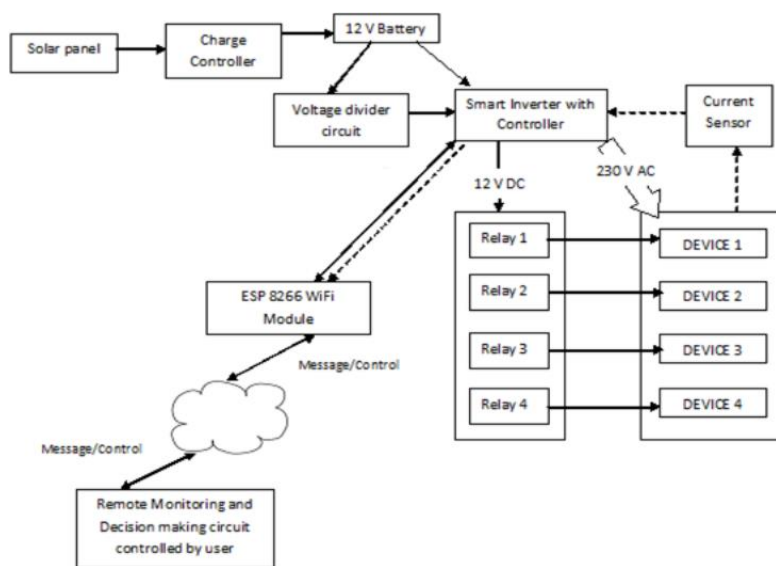 12 V Battery
Solar panel
Charge
Controller
Voltage divider
circuit
Smart Inverter with
Controller
Current
Sensor
12 V DC
230 V AC
Relay 1
DEVICE 1
Relay 2
DEVICE 2
Relay 3
DEVICE 3
Relay 4
DEVICE 4
ESP 8266 WiFi
Module
Message/Control
Message/Control
Remote Monitoring and
Decision making circuit
controlled by user